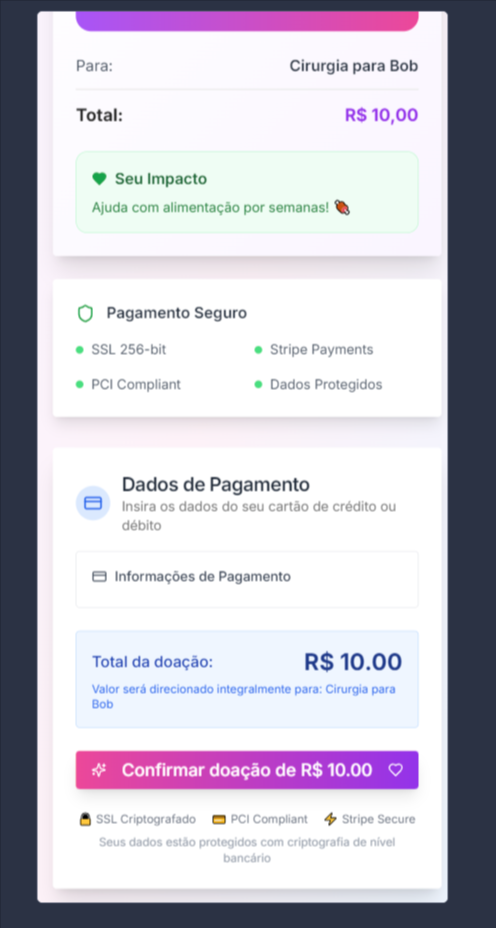 Para: Cirurgia para Bob
Total: R$ 10,00
Seu Impacto
Ajuda com alimentação por semanas! 🍖
Pagamento Seguro
SSL 256-bit Stripe Payments
PCI Compliant Dados Protegidos
Dados de Pagamento
Insira os dados do seu cartão de crédito ou
débito
Informações de Pagamento
Total da doação: R$ 10.00
Valor será direcionado integralmente para: Cirurgia para
Bob
Confirmar doação de R$ 10.00
🔒 SSL Criptografado 💳 PCI Compliant ⚡ Stripe Secure
Seus dados estão protegidos com criptografia de nível
bancário